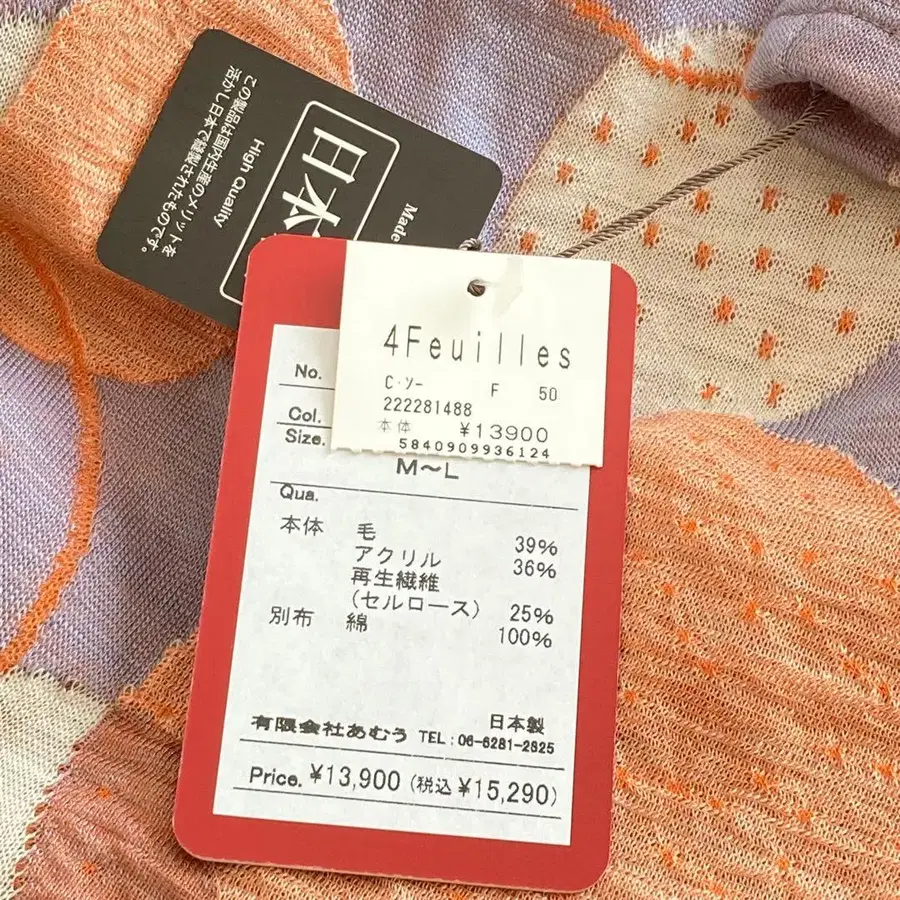 Made
日本
High Quality
この製品は国内生産のメリットを
活かし日本で縫製されたものです。
4Feuilles
C·ソー F 50
222281488
本体 ¥13900
5840909936124
No.
Col.
Size.
M〜L
Qua.
本体 毛 39%
アクリル 36%
再生繊維
(セルロース) 25%
別布 綿 100%
日本製
有限会社あむう TEL:06-6281-2825
Price. ¥13,900 (税込 ¥15,290)